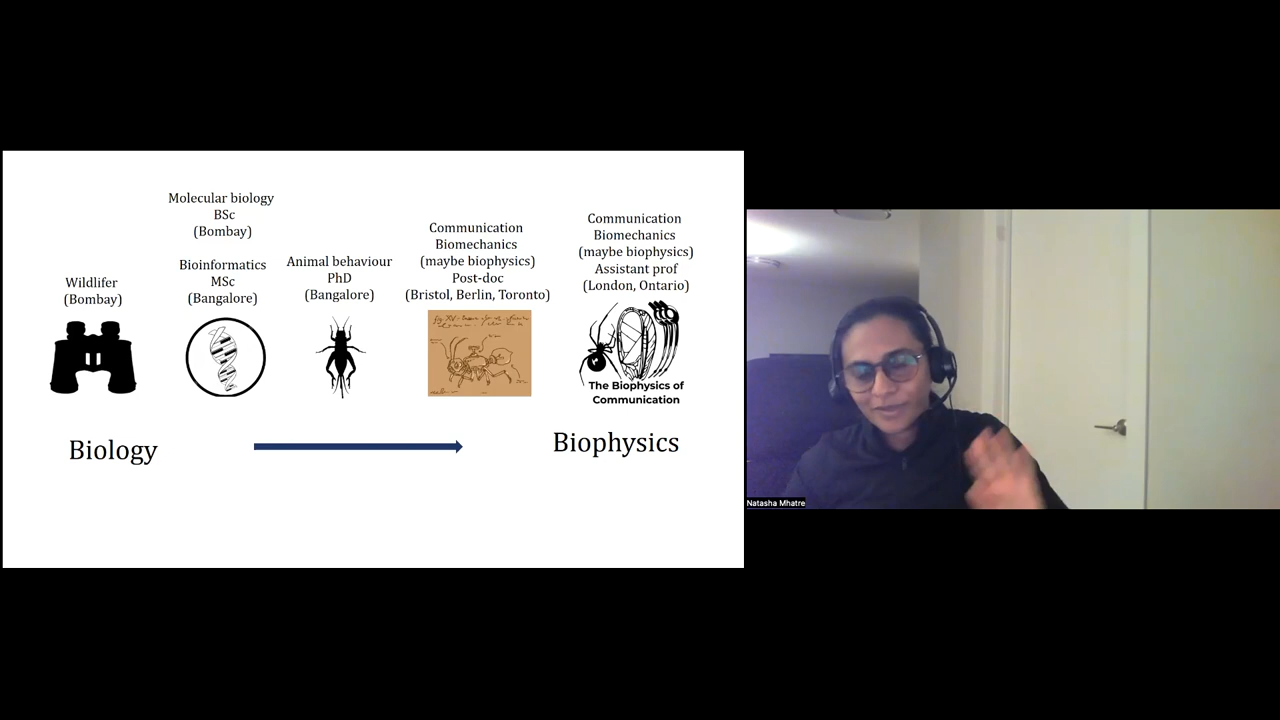 Wildlifer
(Bombay)
Molecular biology
BSc
(Bombay)
Bioinformatics
MSc
(Bangalore)
Animal behaviour
PhD
(Bangalore)
Communication
Biomechanics
(maybe biophysics)
Post-doc
(Bristol, Berlin, Toronto)
Communication
Biomechanics
(maybe biophysics)
Assistant prof
(London, Ontario)
The Biophysics of
Communication
Biology
Biophysics
Natasha Mhatre